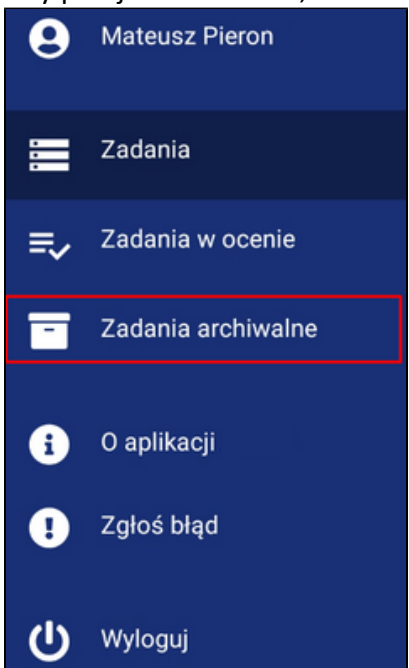 Mateusz Pieron
Zadania
Zadania w ocenie
Zadania archiwalne
O aplikacji
Zgłoś błąd
Wyloguj